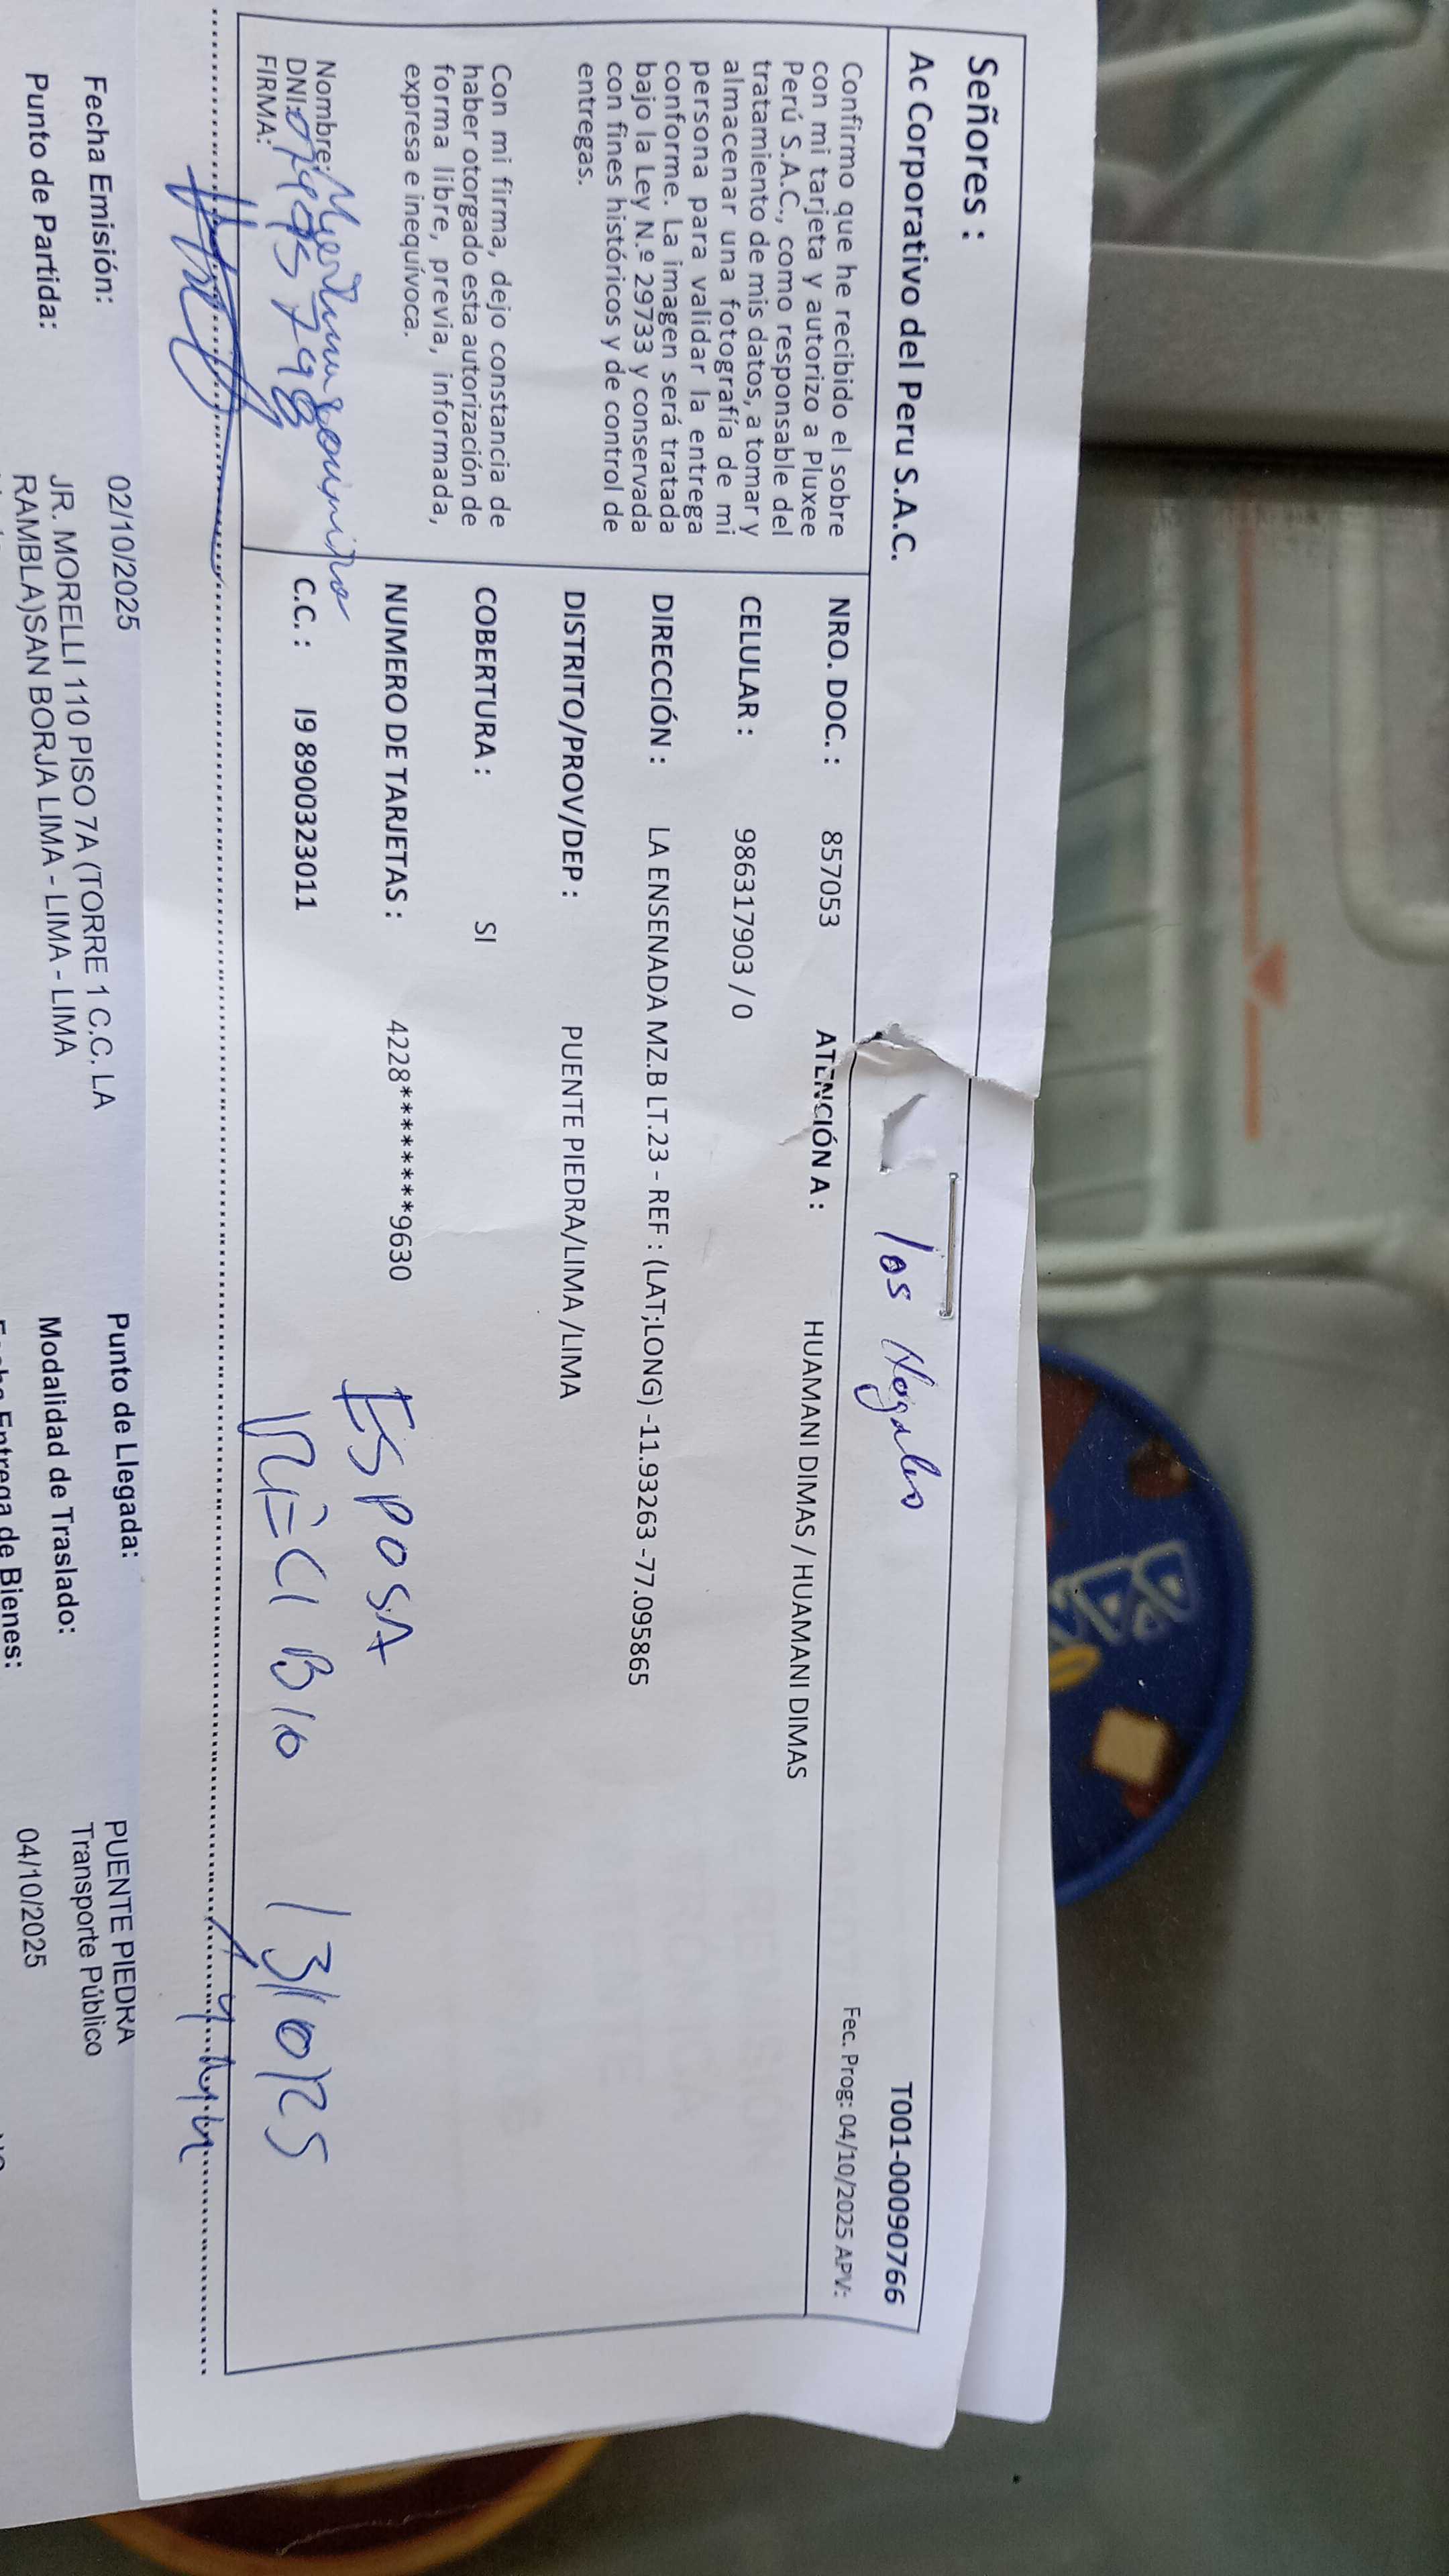 Señores :
Ac Corporativo del Peru S.A.C.
T001-00090766
los Nogales
Fec. Prog: 04/10/2025 APV:
Confirmo que he recibido el sobre
con mi tarjeta y autorizo a Pluxee
Perú S.A.C., como responsable del
tratamiento de mis datos, a tomar y
almacenar una fotografía de mi
persona para validar la entrega
conforme. La imagen será tratada
bajo la Ley N.º 29733 y conservada
con fines históricos y de control de
entregas.
Con mi firma, dejo constancia de
haber otorgado esta autorización de
forma libre, previa, informada,
expresa e inequívoca.
Nombre:
DNI:
FIRMA:
NRO. DOC. : 857053 ATENCIÓN A : HUAMANI DIMAS / HUAMANI DIMAS
CELULAR : 986317903 / 0
DIRECCIÓN : LA ENSENADA MZ.B LT.23 - REF : (LAT;LONG) -11.93263 -77.095865
DISTRITO/PROV/DEP : PUENTE PIEDRA/LIMA /LIMA
COBERTURA : SI
NUMERO DE TARJETAS : 4228********9630
ESPOSA
C.C. : I9 8900323011
RECIBIO 13/10/25
Fecha Emisión: 02/10/2025 Punto de Llegada: PUENTE PIEDRA
Punto de Partida: JR. MORELLI 110 PISO 7A (TORRE 1 C.C. LA
RAMBLA)SAN BORJA LIMA - LIMA - LIMA
Modalidad de Traslado: Transporte Público
Entrega de Bienes: 04/10/2025